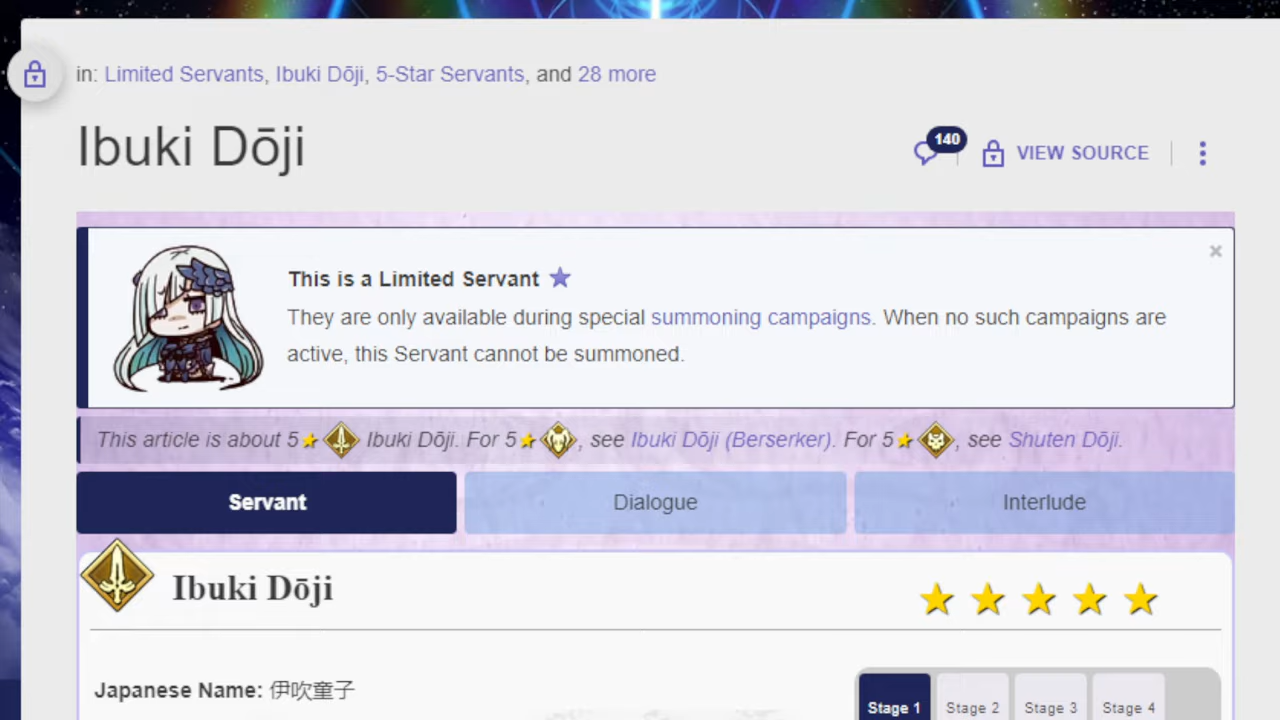 in: Limited Servants, Ibuki Dōji, 5-Star Servants, and 28 more
Ibuki Dōji
140
VIEW SOURCE
This is a Limited Servant
They are only available during special summoning campaigns. When no such campaigns are
active, this Servant cannot be summoned.
This article is about 5★ Ibuki Dōji. For 5★, see Ibuki Dōji (Berserker). For 5★, see Shuten Dōji.
Servant
Dialogue
Interlude
Ibuki Dōji
Japanese Name: 伊吹童子
Stage 1
Stage 2
Stage 3
Stage 4